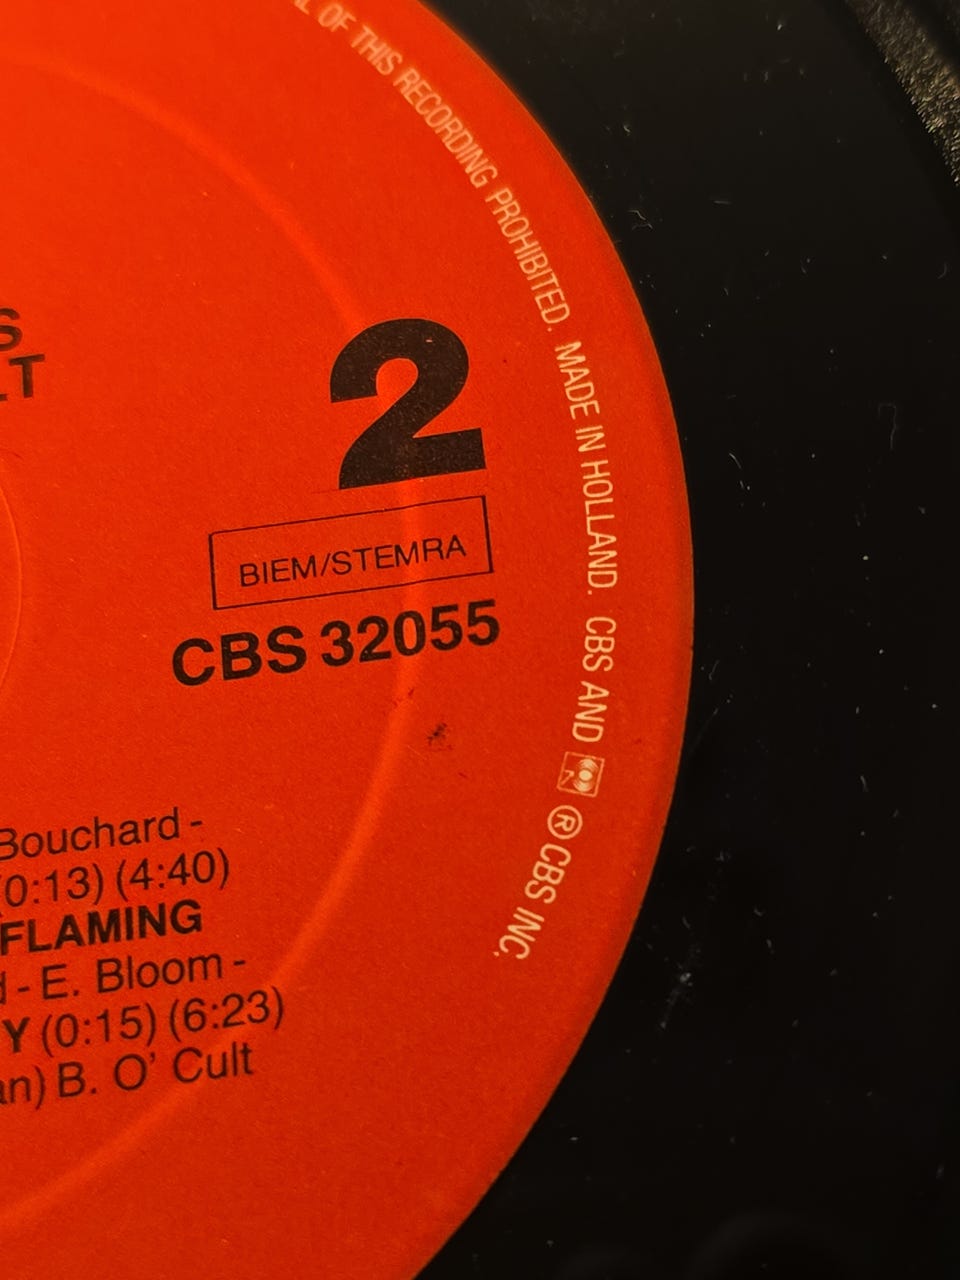 S
LT
2
BIEM/STEMRA
CBS 32055
Bouchard -
(0:13) (4:40)
FLAMING
d - E. Bloom -
Y (0:15) (6:23)
an) B. O' Cult
L OF THIS RECORDING PROHIBITED. MADE IN HOLLAND. CBS AND ® CBS INC.